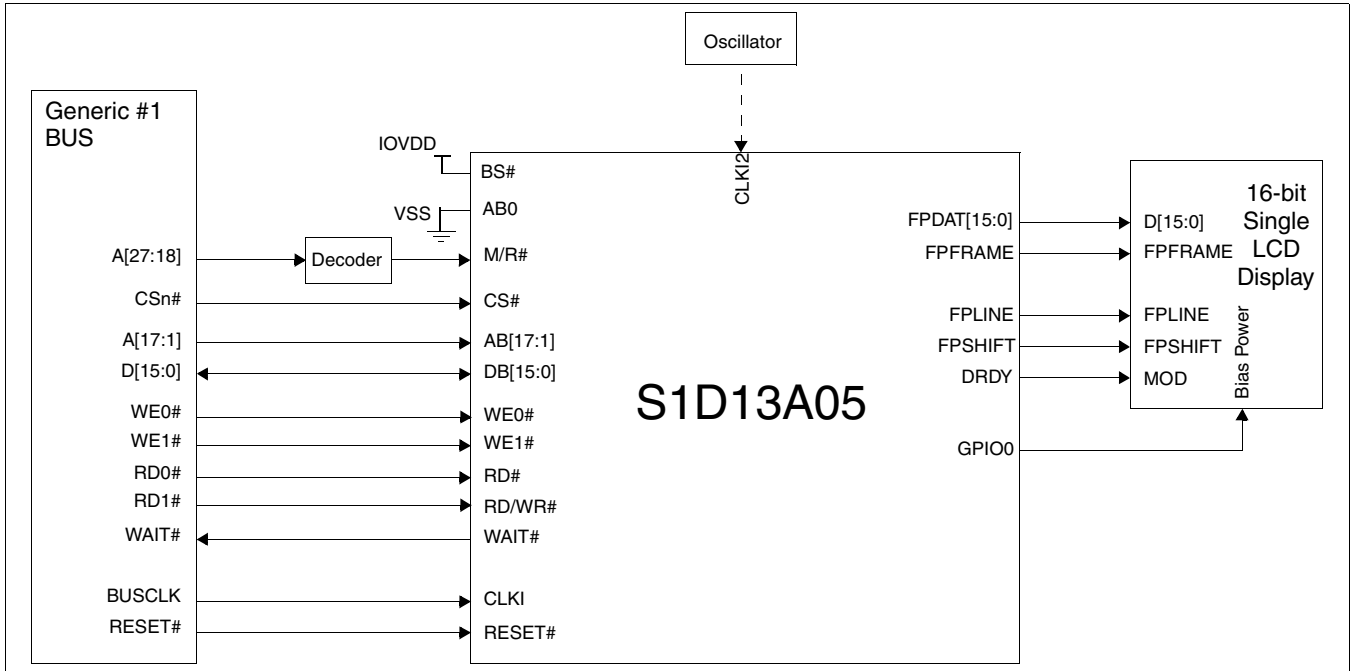 Oscillator
Generic #1
BUS
IOVDD
BS#
CLKI2
VSS
AB0
A[27:18]
Decoder
M/R#
CSn#
CS#
A[17:1]
AB[17:1]
D[15:0]
DB[15:0]
WE0#
WE0#
WE1#
WE1#
RD0#
RD#
RD1#
RD/WR#
WAIT#
WAIT#
BUSCLK
CLKI
RESET#
RESET#
S1D13A05
FPDAT[15:0]
FPFRAME
FPLINE
FPSHIFT
DRDY
GPIO0
D[15:0]
FPFRAME
FPLINE
FPSHIFT
MOD
16-bit
Single
LCD
Display
Bias Power